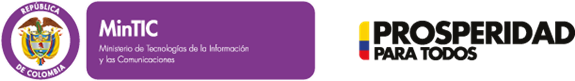 REPÚBLICA
DE COLOMBIA
MinTIC
Ministerio de Tecnologías de la Información
y las Comunicaciones
PROSPERIDAD
PARA TODOS